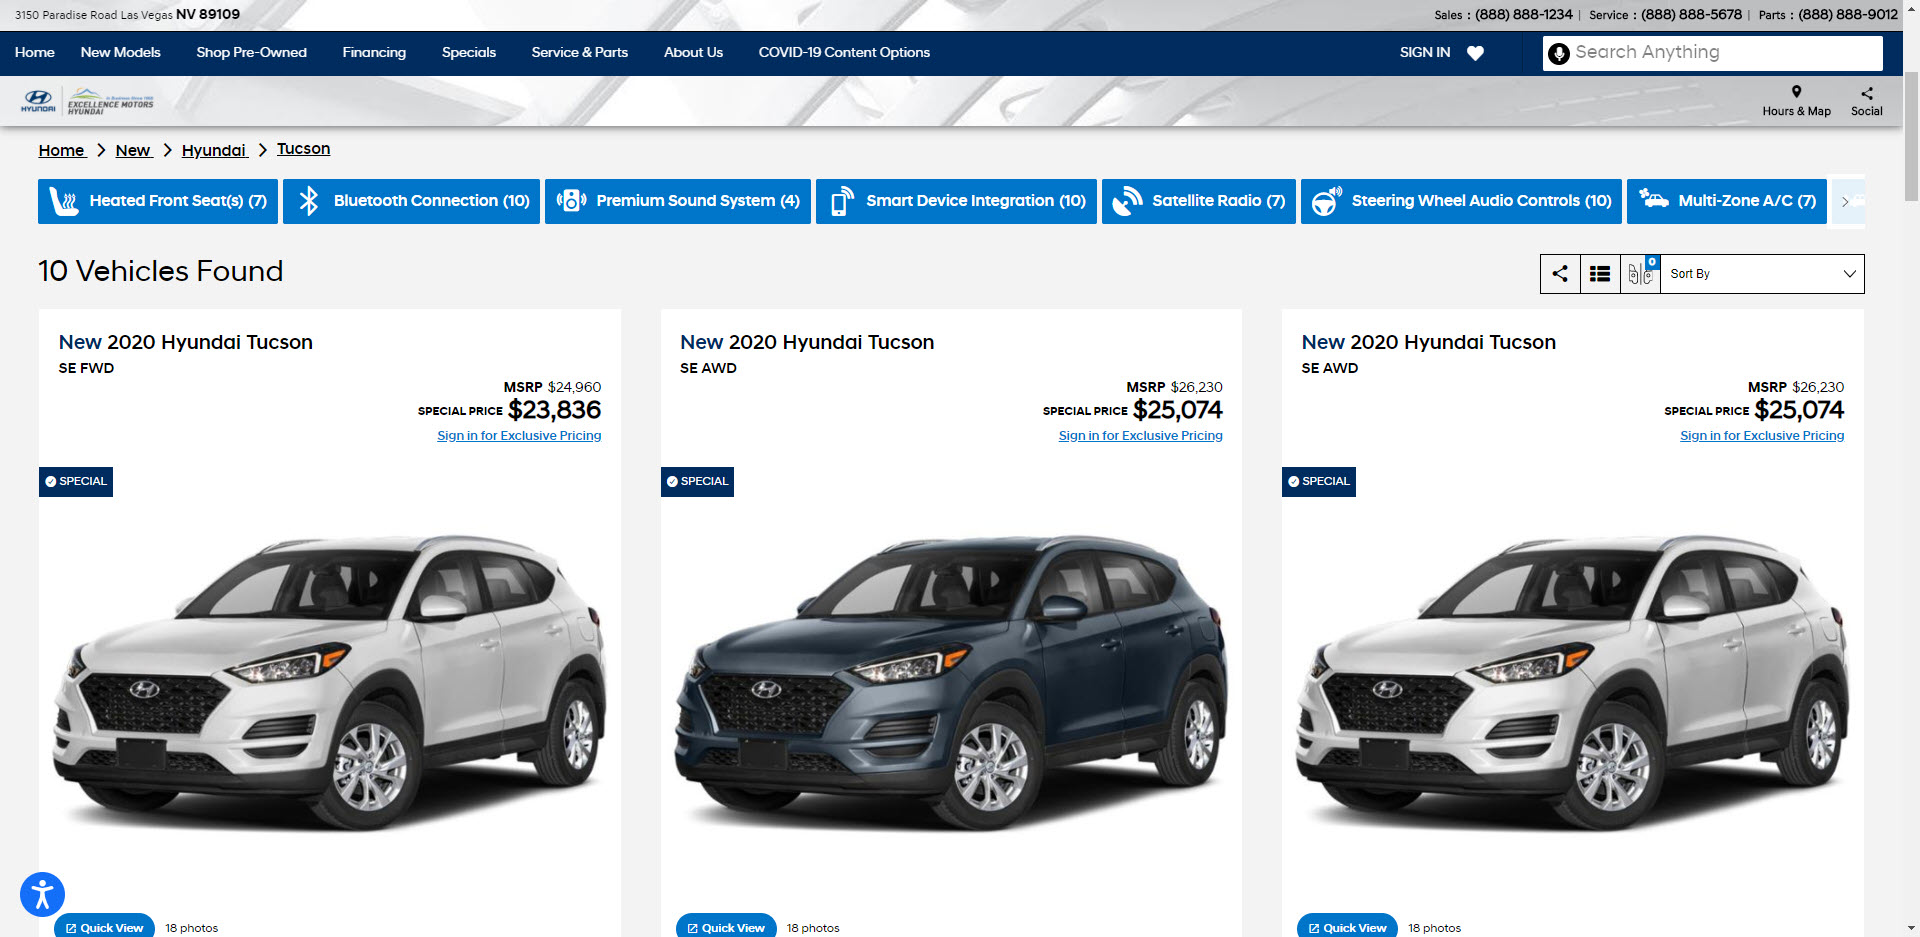 3150 Paradise Road Las Vegas NV 89109
Sales : (888) 888-1234 | Service : (888) 888-5678 | Parts : (888) 888-9012
Home New Models Shop Pre-Owned Financing Specials Service & Parts About Us COVID-19 Content Options SIGN IN Search Anything
HYUNDAI
In Business Since 1988
EXCELLENCE MOTORS
HYUNDAI
Hours & Map Social
Home > New > Hyundai > Tucson
Heated Front Seat(s) (7) Bluetooth Connection (10) Premium Sound System (4) Smart Device Integration (10) Satellite Radio (7) Steering Wheel Audio Controls (10) Multi-Zone A/C (7)
10 Vehicles Found
0
Sort By
New 2020 Hyundai Tucson
SE FWD
MSRP $24,960
SPECIAL PRICE $23,836
Sign in for Exclusive Pricing
SPECIAL
Quick View 18 photos
New 2020 Hyundai Tucson
SE AWD
MSRP $26,230
SPECIAL PRICE $25,074
Sign in for Exclusive Pricing
SPECIAL
Quick View 18 photos
New 2020 Hyundai Tucson
SE AWD
MSRP $26,230
SPECIAL PRICE $25,074
Sign in for Exclusive Pricing
SPECIAL
Quick View 18 photos